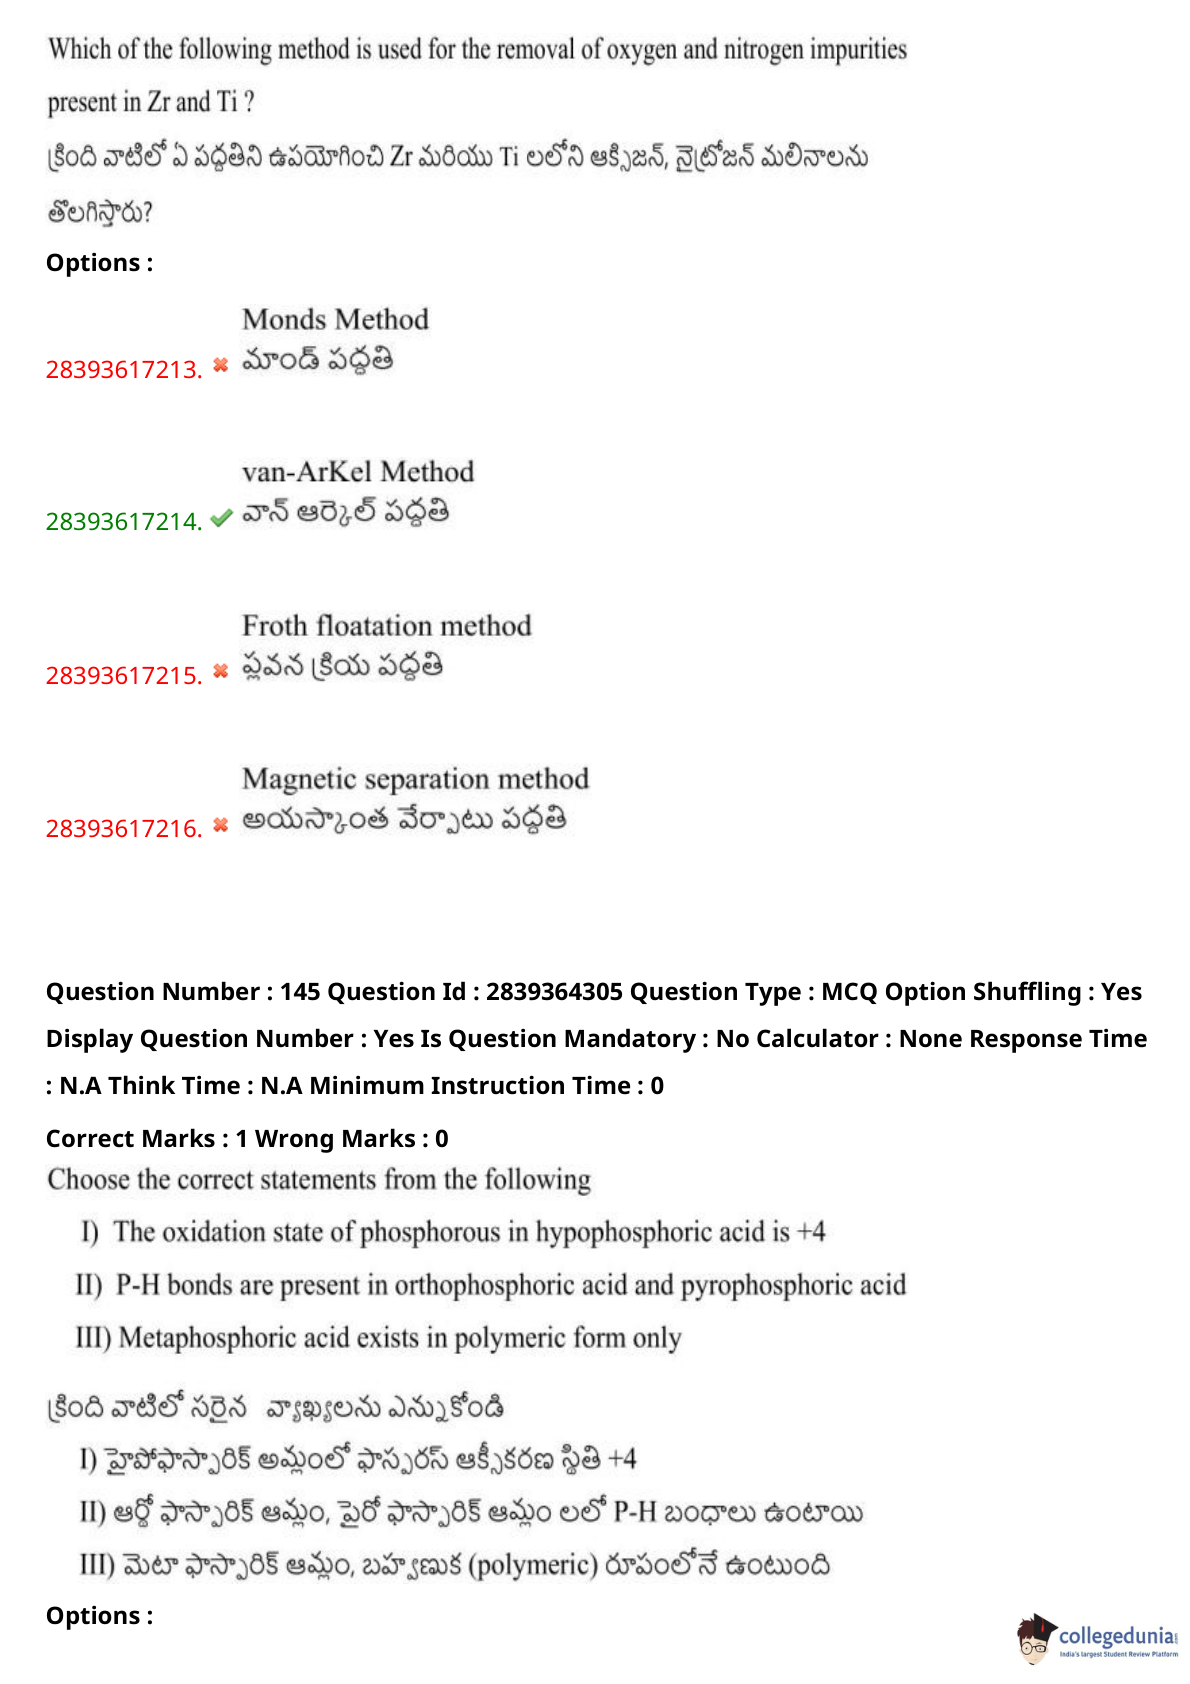 Which of the following method is used for the removal of oxygen and nitrogen impurities
present in Zr and Ti ?
క్రింది వాటిలో ఏ పద్ధతిని ఉపయోగించి Zr మరియు Ti లలోని ఆక్సిజన్, నైట్రోజన్ మలినాలను
తొలగిస్తారు?
Options :
Monds Method
28393617213. మాండ్ పద్ధతి
van-ArKel Method
28393617214. వాన్ ఆర్కెల్ పద్ధతి
Froth floatation method
28393617215. ప్లవన క్రియ పద్ధతి
Magnetic separation method
28393617216. అయస్కాంత వేర్పాటు పద్ధతి
Question Number : 145 Question Id : 2839364305 Question Type : MCQ Option Shuffling : Yes
Display Question Number : Yes Is Question Mandatory : No Calculator : None Response Time
: N.A Think Time : N.A Minimum Instruction Time : 0
Correct Marks : 1 Wrong Marks : 0
Choose the correct statements from the following
I) The oxidation state of phosphorous in hypophosphoric acid is +4
II) P-H bonds are present in orthophosphoric acid and pyrophosphoric acid
III) Metaphosphoric acid exists in polymeric form only
క్రింది వాటిలో సరైన వ్యాఖ్యలను ఎన్నుకోండి
I) హైపోఫాస్పారిక్ అమ్లంలో ఫాస్పరస్ ఆక్సీకరణ స్థితి +4
II) ఆర్థో ఫాస్పారిక్ ఆమ్లం, పైరో ఫాస్పారిక్ ఆమ్లం లలో P-H బంధాలు ఉంటాయి
III) మెటా ఫాస్పారిక్ ఆమ్లం, బహ్వణుక (polymeric) రూపంలోనే ఉంటుంది
Options :
collegedunia
India's largest Student Review Platform